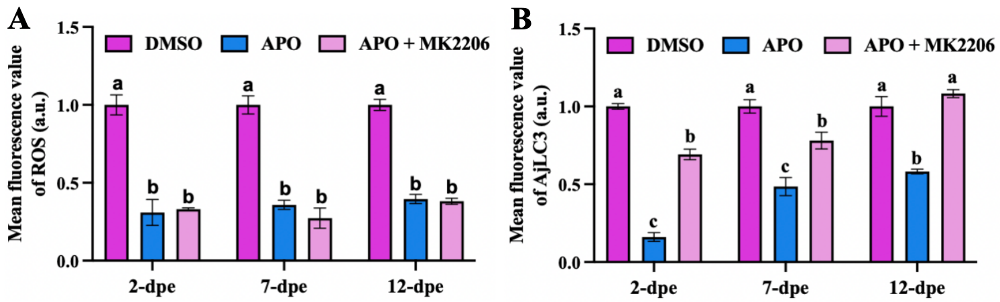 A
Mean fluorescence value
of ROS (a.u.)
1.5
1.0
0.5
0.0
DMSO APO APO + MK2206
a b b a b b a b b
2-dpe 7-dpe 12-dpe
B
Mean fluorescence value
of AjLC3 (a.u.)
1.5
1.0
0.5
0.0
DMSO APO APO + MK2206
a c b a c b a b a
2-dpe 7-dpe 12-dpe